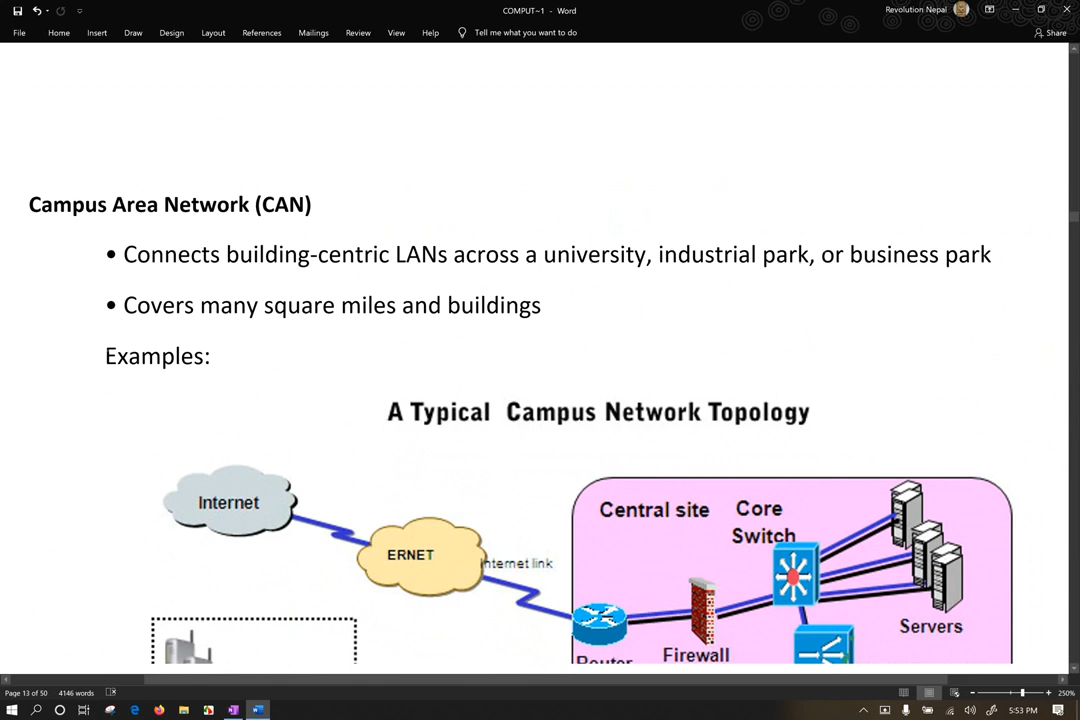 COMPUT~1 - Word
Revolution Nepal
File Home Insert Draw Design Layout References Mailings Review View Help Tell me what you want to do Share
Campus Area Network (CAN)
• Connects building-centric LANs across a university, industrial park, or business park
• Covers many square miles and buildings
Examples:
A Typical Campus Network Topology
Internet
Central site
Core
Switch
ERNET
Internet link
Servers
Firewall
Router
Page 13 of 50 4146 words
250%
5:53 PM